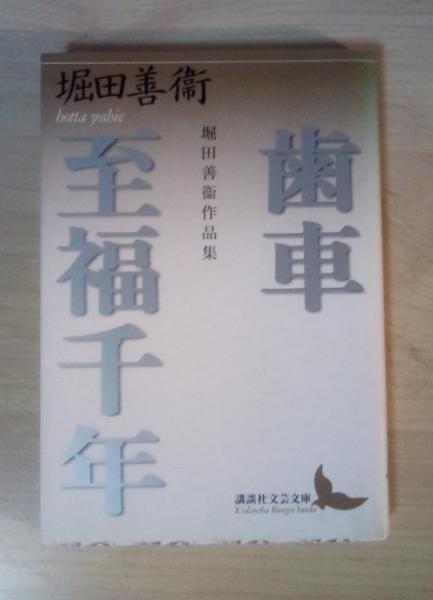 堀田善衞
hotta yoshie
歯車
堀田善衞作品集
至福千年
講談社文芸文庫
Kodansha Bungei bunko